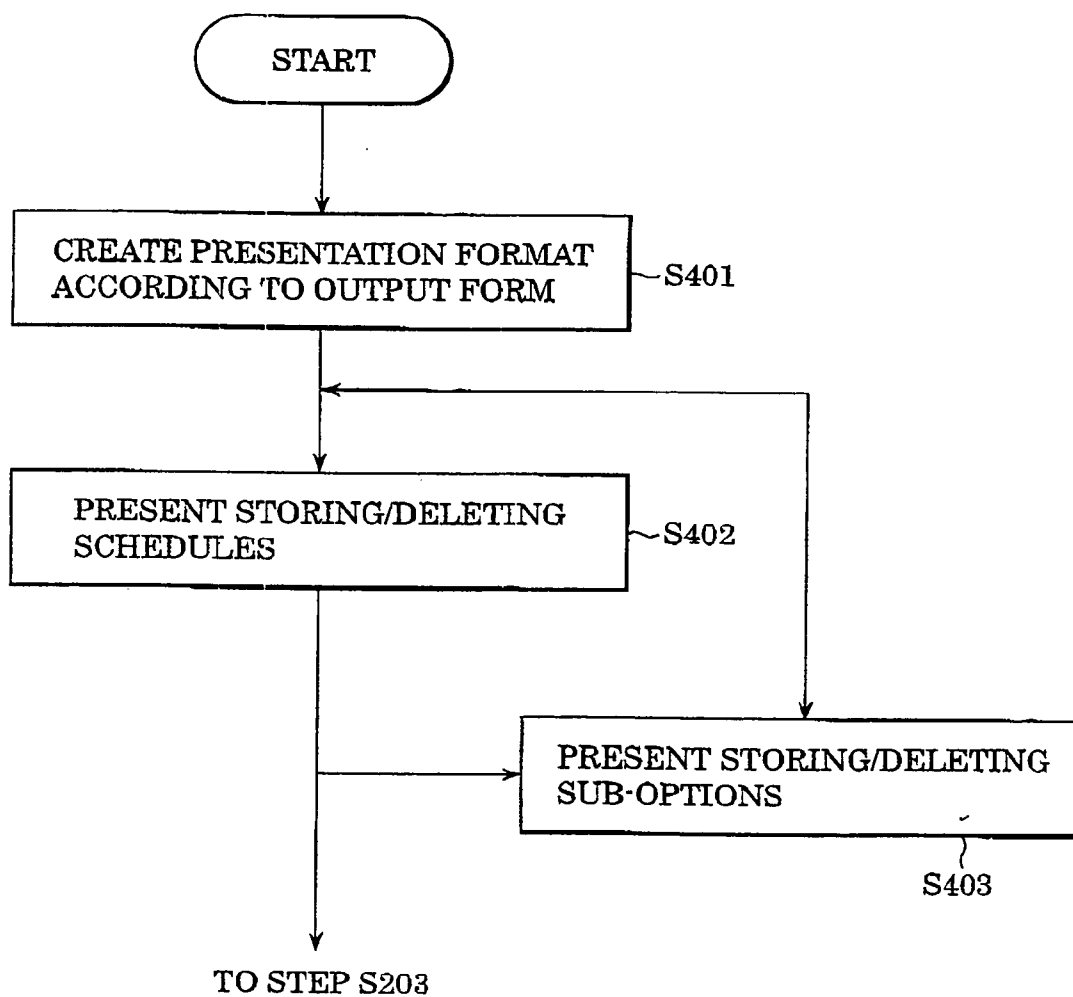 START
CREATE PRESENTATION FORMAT
ACCORDING TO OUTPUT FORM
S401
PRESENT STORING/DELETING
SCHEDULES
S402
PRESENT STORING/DELETING
SUB-OPTIONS
S403
TO STEP S203